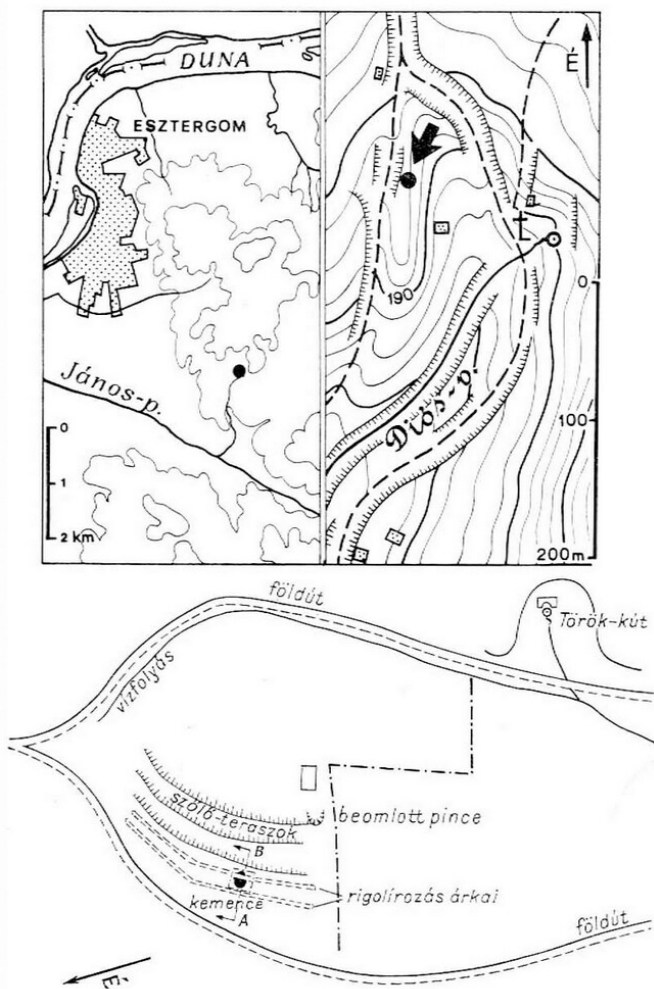 DUNA
ESZTERGOM
János-p.
0
1
2 km
É
190
Diós-p.
0
100
200m
földút
vízfolyás
Török-kút
szőlő-teraszok
beomlott pince
B
kemence
A
rigolírozás árkai
földút
É